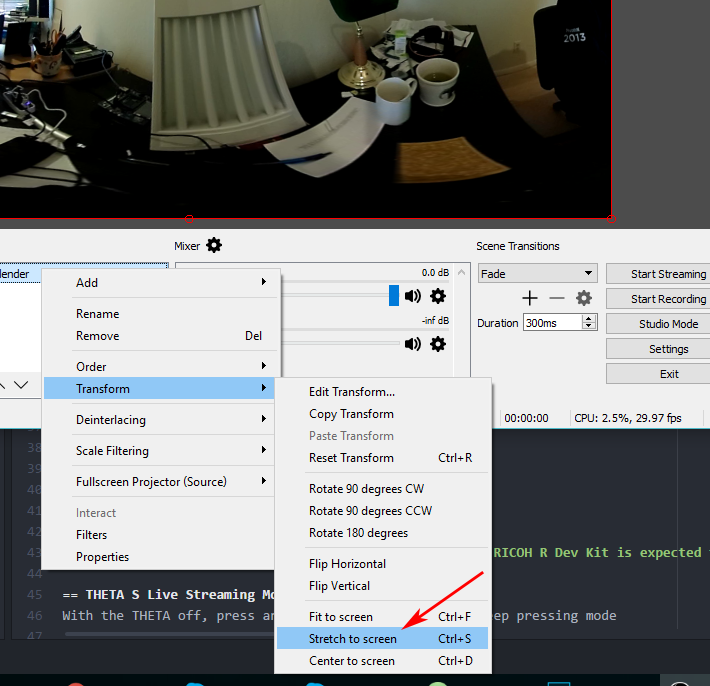 2013
Mixer
Scene Transitions
lender
0.0 dB
Fade
Start Streaming
Add
Start Recording
Rename
-inf dB
Duration
300ms
Studio Mode
Remove
Del
Settings
Order
Exit
Transform
Edit Transform...
Copy Transform
00:00:00
CPU: 2.5%, 29.97 fps
Deinterlacing
Paste Transform
38
Scale Filtering
Reset Transform
Ctrl+R
39
Fullscreen Projector (Source)
Rotate 90 degrees CW
40
Interact
Rotate 90 degrees CCW
41
Filters
Rotate 180 degrees
42
Properties
RICOH R Dev Kit is expected
43
Flip Horizontal
44
Flip Vertical
45
== THETA S Live Streaming Mo
46
With the THETA off, press an
Fit to screen
Ctrl+F
eep pressing mode
47
Stretch to screen
Ctrl+S
Center to screen
Ctrl+D